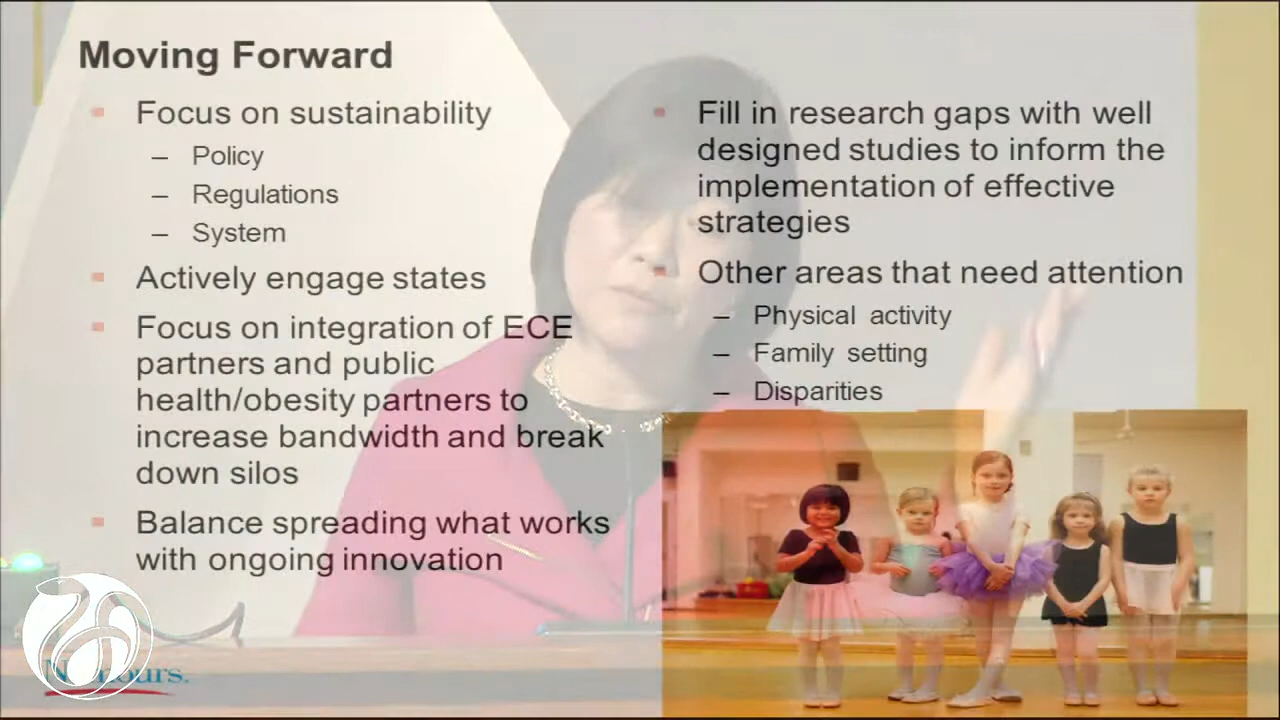 Moving Forward
Focus on sustainability
– Policy
– Regulations
– System
Actively engage states
Focus on integration of ECE
partners and public
health/obesity partners to
increase bandwidth and break
down silos
Balance spreading what works
with ongoing innovation
Fill in research gaps with well
designed studies to inform the
implementation of effective
strategies
Other areas that need attention
– Physical activity
– Family setting
– Disparities